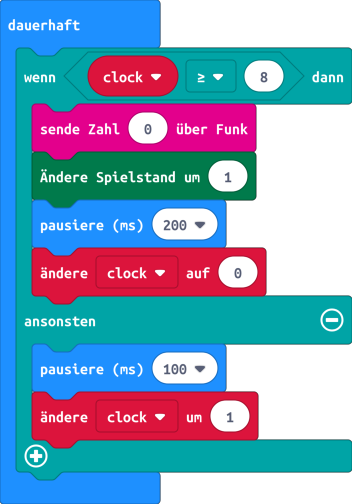 dauerhaft
wenn clock ≥ 8 dann
sende Zahl 0 über Funk
Ändere Spielstand um 1
pausiere (ms) 200
ändere clock auf 0
ansonsten
pausiere (ms) 100
ändere clock um 1